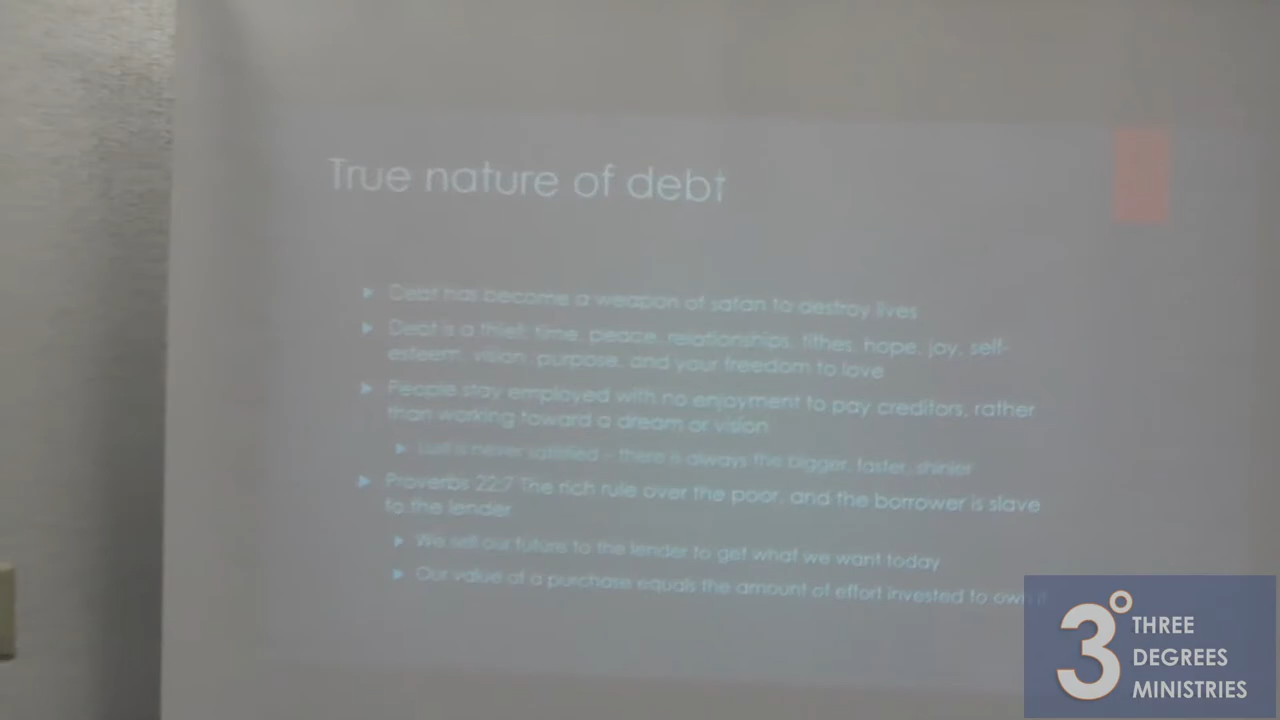 True nature of debt
Debt has become a weapon of satan to destroy lives
Debt is a thief: time, peace, relationships, tithes, hope, joy, self-
esteem, vision, purpose, and your freedom to love
People stay employed with no enjoyment to pay creditors, rather
than working toward a dream or vision
Lust is never satisfied – there is always the bigger, faster, shinier
Proverbs 22:7 The rich rule over the poor, and the borrower is slave
to the lender
We sell our future to the lender to get what we want today
Our value of a purchase equals the amount of effort invested to own it
3° THREE
DEGREES
MINISTRIES